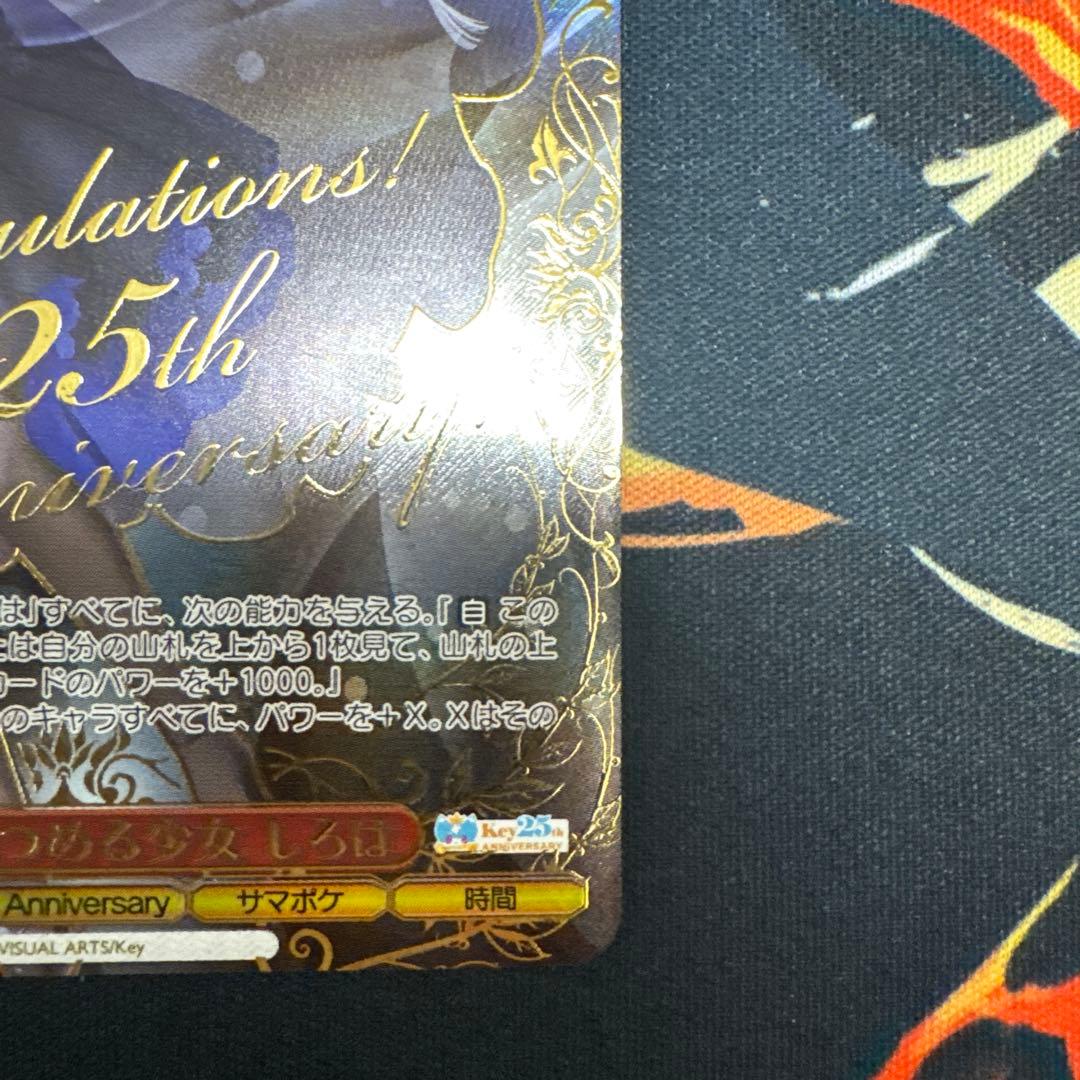 ulations!
25th
niversary
は」すべてに、次の能力を与える。「自 この
は自分の山札を上から1枚見て、山札の上
カードのパワーを+1000。」
のキャラすべてに、パワーを+X。Xはその
つめる少女 しろは
Key 25th
ANNIVERSARY
Anniversary サマポケ 時間
VISUAL ARTS/Key